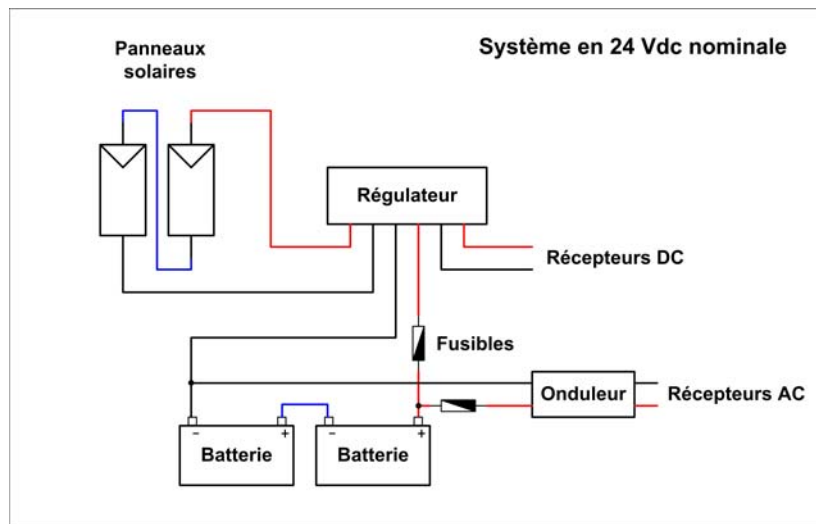 Panneaux
solaires
Système en 24 Vdc nominale
Régulateur
Récepteurs DC
Fusibles
Onduleur
Récepteurs AC
− +
− +
Batterie
Batterie